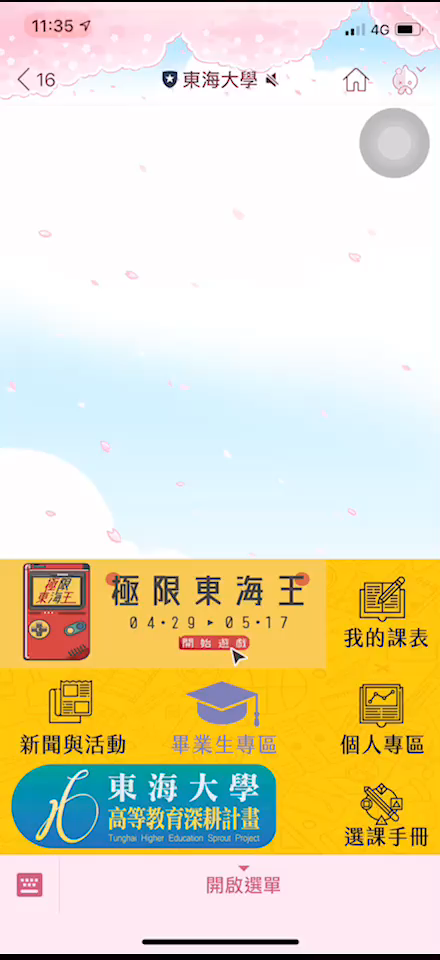 11:35
4G
16
東海大學
極限東海王
極限東海王
04・29 ▸ 05・17
開始遊戲
我的課表
新聞與活動
畢業生專區
個人專區
東海大學
高等教育深耕計畫
Tunghai Higher Education Sprout Project
選課手冊
開啟選單